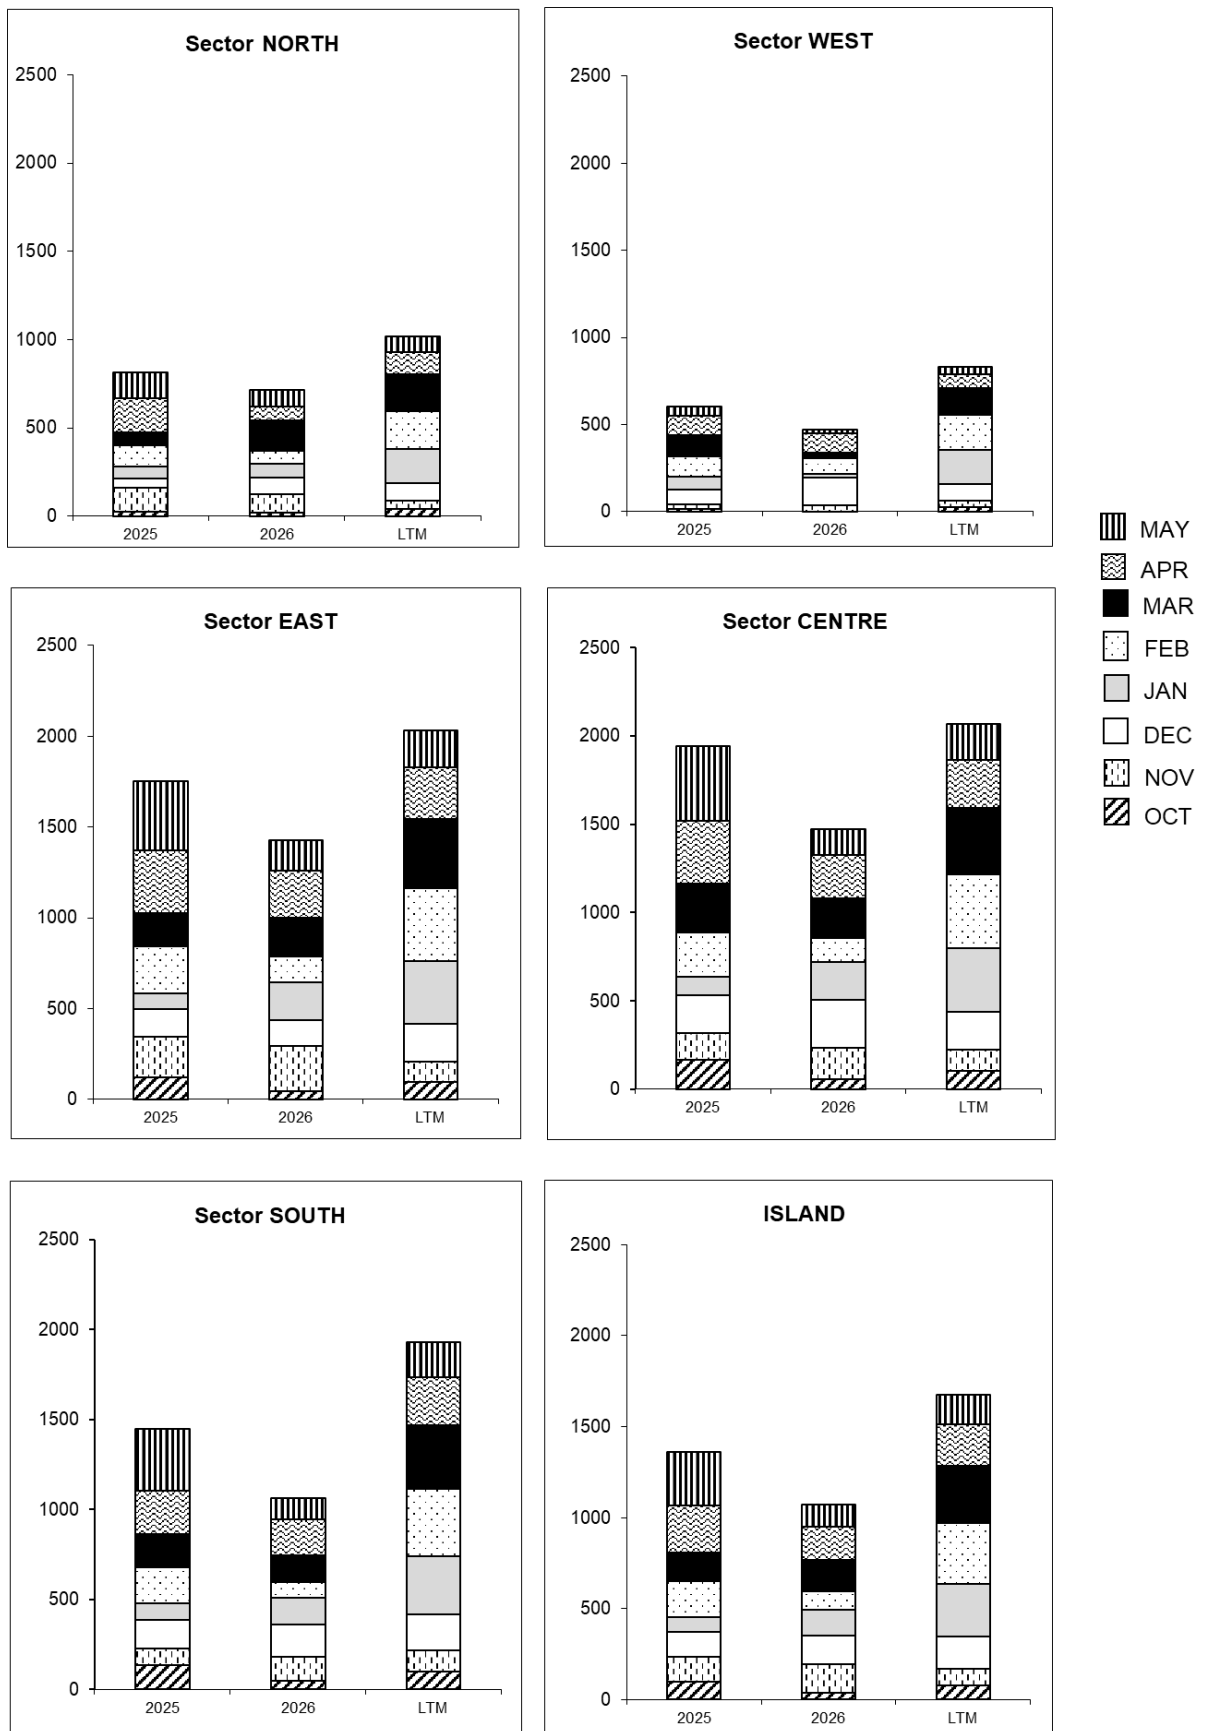 Sector NORTH
2500
2000
1500
1000
500
0
2025 2026 LTM
Sector WEST
2500
2000
1500
1000
500
0
2025 2026 LTM
MAY
APR
MAR
FEB
JAN
DEC
NOV
OCT
Sector EAST
2500
2000
1500
1000
500
0
2025 2026 LTM
Sector CENTRE
2500
2000
1500
1000
500
0
2025 2026 LTM
Sector SOUTH
2500
2000
1500
1000
500
0
2025 2026 LTM
ISLAND
2500
2000
1500
1000
500
0
2025 2026 LTM